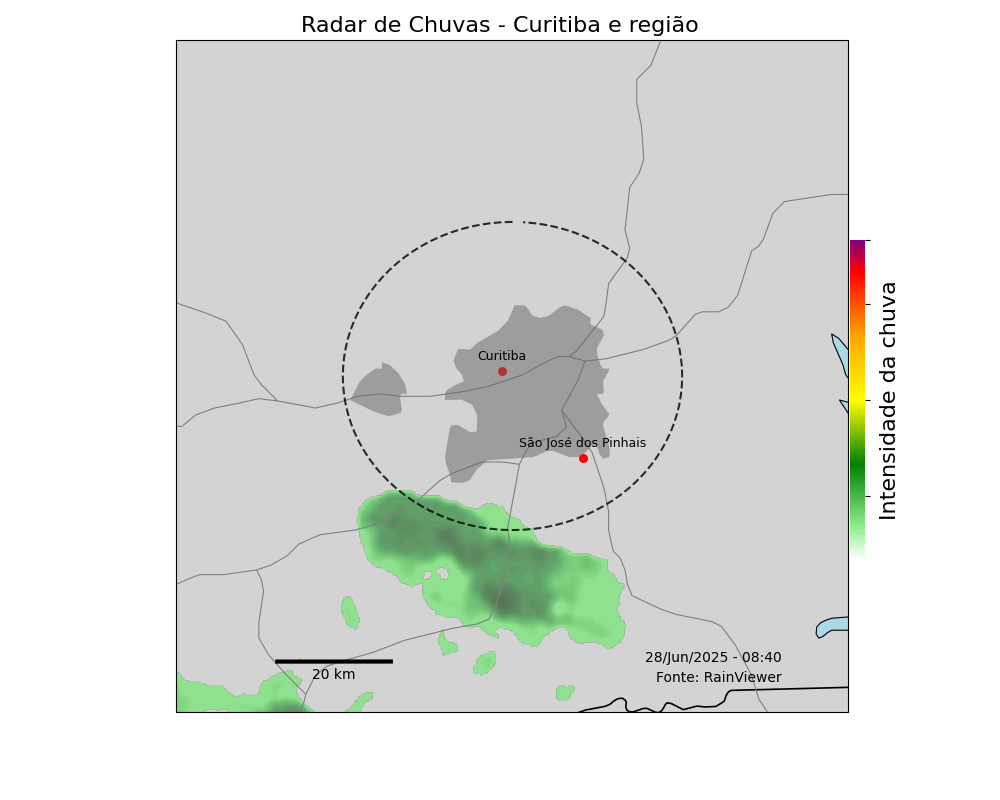 Radar de Chuvas - Curitiba e região
Curitiba
São José dos Pinhais
Intensidade da chuva
28/Jun/2025 - 08:40
Fonte: RainViewer
20 km